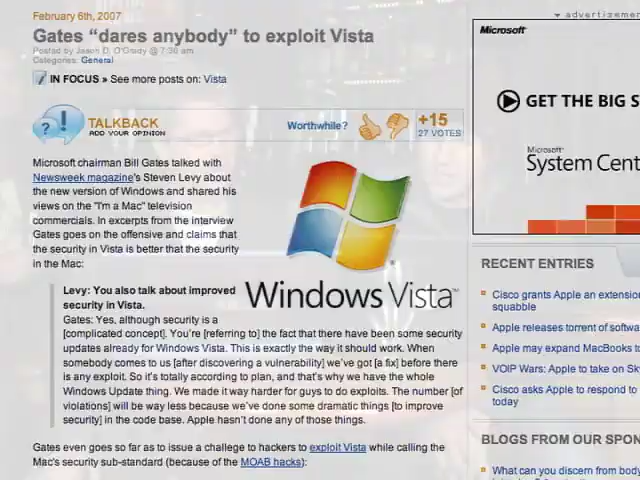 February 6th, 2007
Gates “dares anybody” to exploit Vista
Posted by Jason D. O'Grady @ 7:36 am
Categories: General
IN FOCUS » See more posts on: Vista
TALKBACK
ADD YOUR OPINION
Worthwhile?
+15
27 VOTES
Microsoft chairman Bill Gates talked with
Newsweek magazine's Steven Levy about
the new version of Windows and shared his
views on the "I'm a Mac" television
commercials. In excerpts from the interview
Gates goes on the offensive and claims that
the security in Vista is better that the security
in the Mac:
Windows Vista™
Levy: You also talk about improved
security in Vista.
Gates: Yes, although security is a
[complicated concept]. You're [referring to] the fact that there have been some security
updates already for Windows Vista. This is exactly the way it should work. When
somebody comes to us [after discovering a vulnerability] we've got [a fix] before there
is any exploit. So it's totally according to plan, and that's why we have the whole
Windows Update thing. We made it way harder for guys to do exploits. The number [of
violations] will be way less because we've done some dramatic things [to improve
security] in the code base. Apple hasn't done any of those things.
Gates even goes so far as to issue a challege to hackers to exploit Vista while calling the
Mac's security sub-standard (because of the MOAB hacks):
advertisemen
Microsoft
GET THE BIG S
Microsoft
System Cent
RECENT ENTRIES
Cisco grants Apple an extension
squabble
Apple releases torrent of softwa
Apple may expand MacBooks to
VOIP Wars: Apple to take on Sk
Cisco asks Apple to respond to
today
BLOGS FROM OUR SPON
What can you discern from body